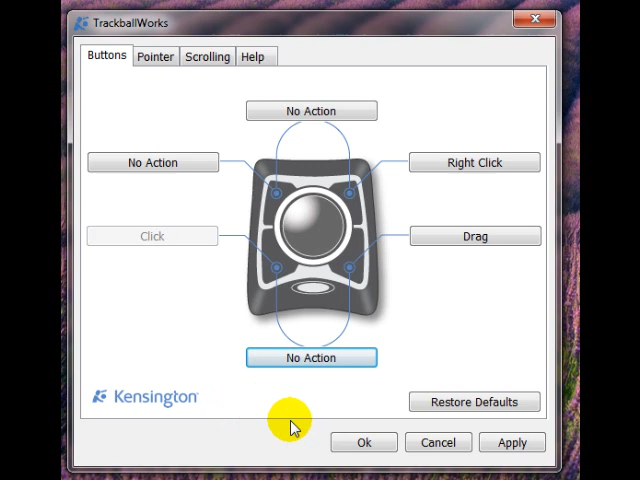 TrackballWorks
Buttons Pointer Scrolling Help
No Action
No Action Right Click
Click Drag
No Action
Kensington
Restore Defaults
Ok Cancel Apply